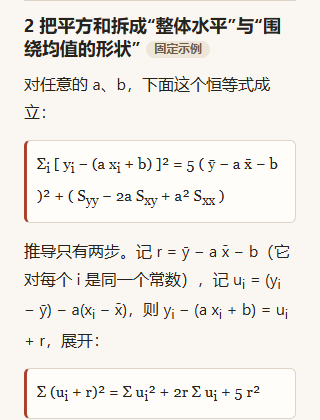 2 把平方和拆成“整体水平”与“围
绕均值的形状” 固定示例
对任意的 a、b，下面这个恒等式成
立：
Σᵢ [ yᵢ − (a xᵢ + b) ]² = 5 ( ȳ − a x̄ − b
)² + ( Syy − 2a Sxy + a² Sxx )
推导只有两步。记 r = ȳ − a x̄ − b（它
对每个 i 是同一个常数），记 uᵢ = (yᵢ
− ȳ) − a(xᵢ − x̄)，则 yᵢ − (a xᵢ + b) = uᵢ
+ r，展开：
Σ (uᵢ + r)² = Σ uᵢ² + 2r Σ uᵢ + 5 r²